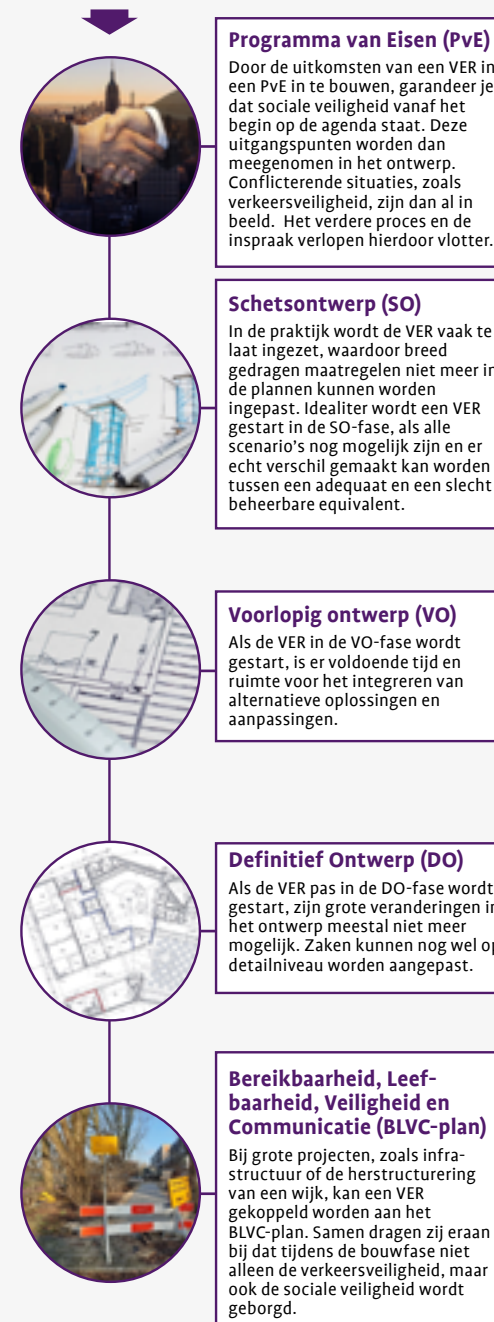 Programma van Eisen (PvE)
Door de uitkomsten van een VER in
een PvE in te bouwen, garandeer je
dat sociale veiligheid vanaf het
begin op de agenda staat. Deze
uitgangspunten worden dan
meegenomen in het ontwerp.
Conflicterende situaties, zoals
verkeersveiligheid, zijn dan al in
beeld. Het verdere proces en de
inspraak verlopen hierdoor vlotter.
Schetsontwerp (SO)
In de praktijk wordt de VER vaak te
laat ingezet, waardoor breed
gedragen maatregelen niet meer in
de plannen kunnen worden
ingepast. Idealiter wordt een VER
gestart in de SO-fase, als alle
scenario's nog mogelijk zijn en er
echt verschil gemaakt kan worden
tussen een adequaat en een slecht
beheerbare equivalent.
Voorlopig ontwerp (VO)
Als de VER in de VO-fase wordt
gestart, is er voldoende tijd en
ruimte voor het integreren van
alternatieve oplossingen en
aanpassingen.
Definitief Ontwerp (DO)
Als de VER pas in de DO-fase wordt
gestart, zijn grote veranderingen in
het ontwerp meestal niet meer
mogelijk. Zaken kunnen nog wel op
detailniveau worden aangepast.
Bereikbaarheid, Leef-
baarheid, Veiligheid en
Communicatie (BLVC-plan)
Bij grote projecten, zoals infra-
structuur of de herstructurering
van een wijk, kan een VER
gekoppeld worden aan het
BLVC-plan. Samen dragen zij eraan
bij dat tijdens de bouwfase niet
alleen de verkeersveiligheid, maar
ook de sociale veiligheid wordt
geborgd.